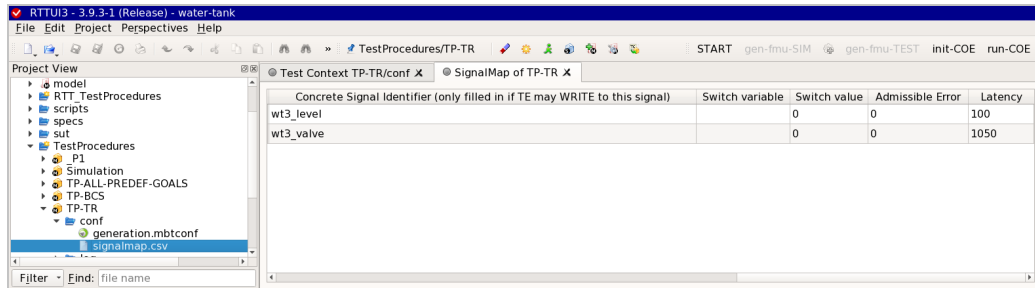 RTTUI3 - 3.9.3-1 (Release) - water-tank
File Edit Project Perspectives Help
» TestProcedures/TP-TR START gen-fmu-SIM gen-fmu-TEST init-COE run-COE
Project View
Test Context TP-TR/conf SignalMap of TP-TR
model
RTT_TestProcedures
scripts
specs
sut
TestProcedures
_P1
Simulation
TP-ALL-PREDEF-GOALS
TP-BCS
TP-TR
conf
generation.mbtconf
signalmap.csv
Filter Find: file name
Concrete Signal Identifier (only filled in if TE may WRITE to this signal) Switch variable Switch value Admissible Error Latency
wt3_level 0 0 100
wt3_valve 0 0 1050